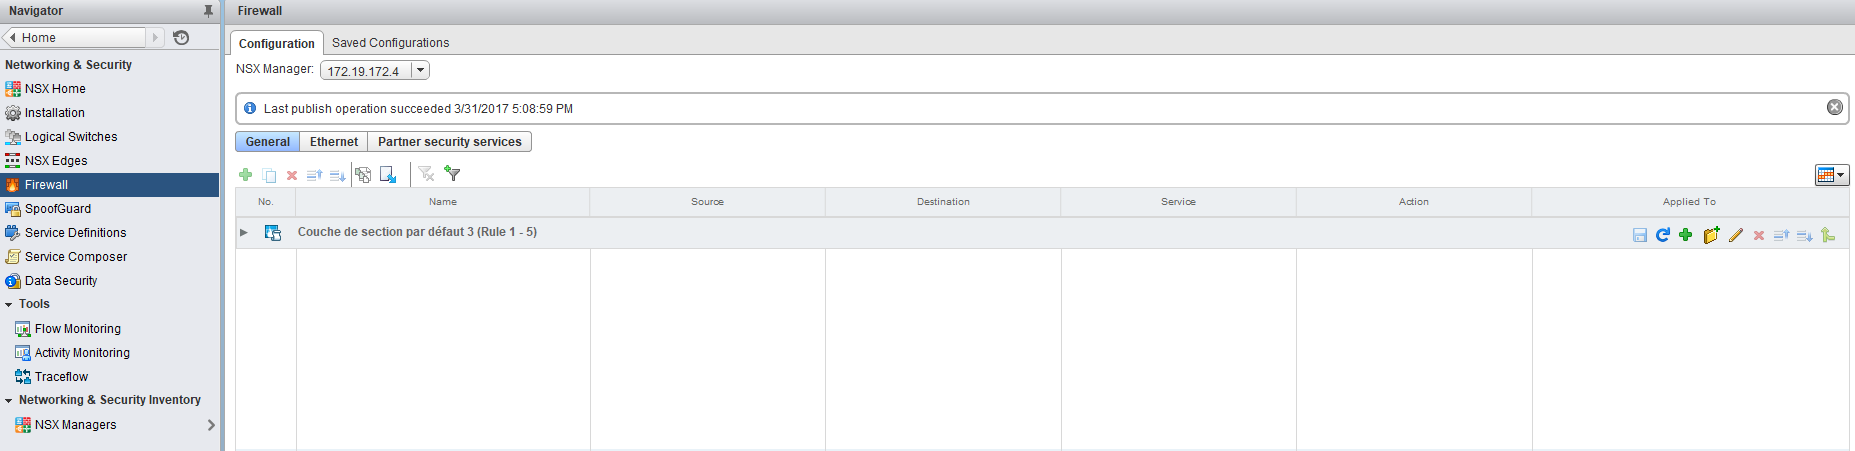 Navigator
Home
Networking & Security
NSX Home
Installation
Logical Switches
NSX Edges
Firewall
SpoofGuard
Service Definitions
Service Composer
Data Security
Tools
Flow Monitoring
Activity Monitoring
Traceflow
Networking & Security Inventory
NSX Managers
Firewall
Configuration Saved Configurations
NSX Manager: 172.19.172.4
Last publish operation succeeded 3/31/2017 5:08:59 PM
General Ethernet Partner security services
No. Name Source Destination Service Action Applied To
Couche de section par défaut 3 (Rule 1 - 5)